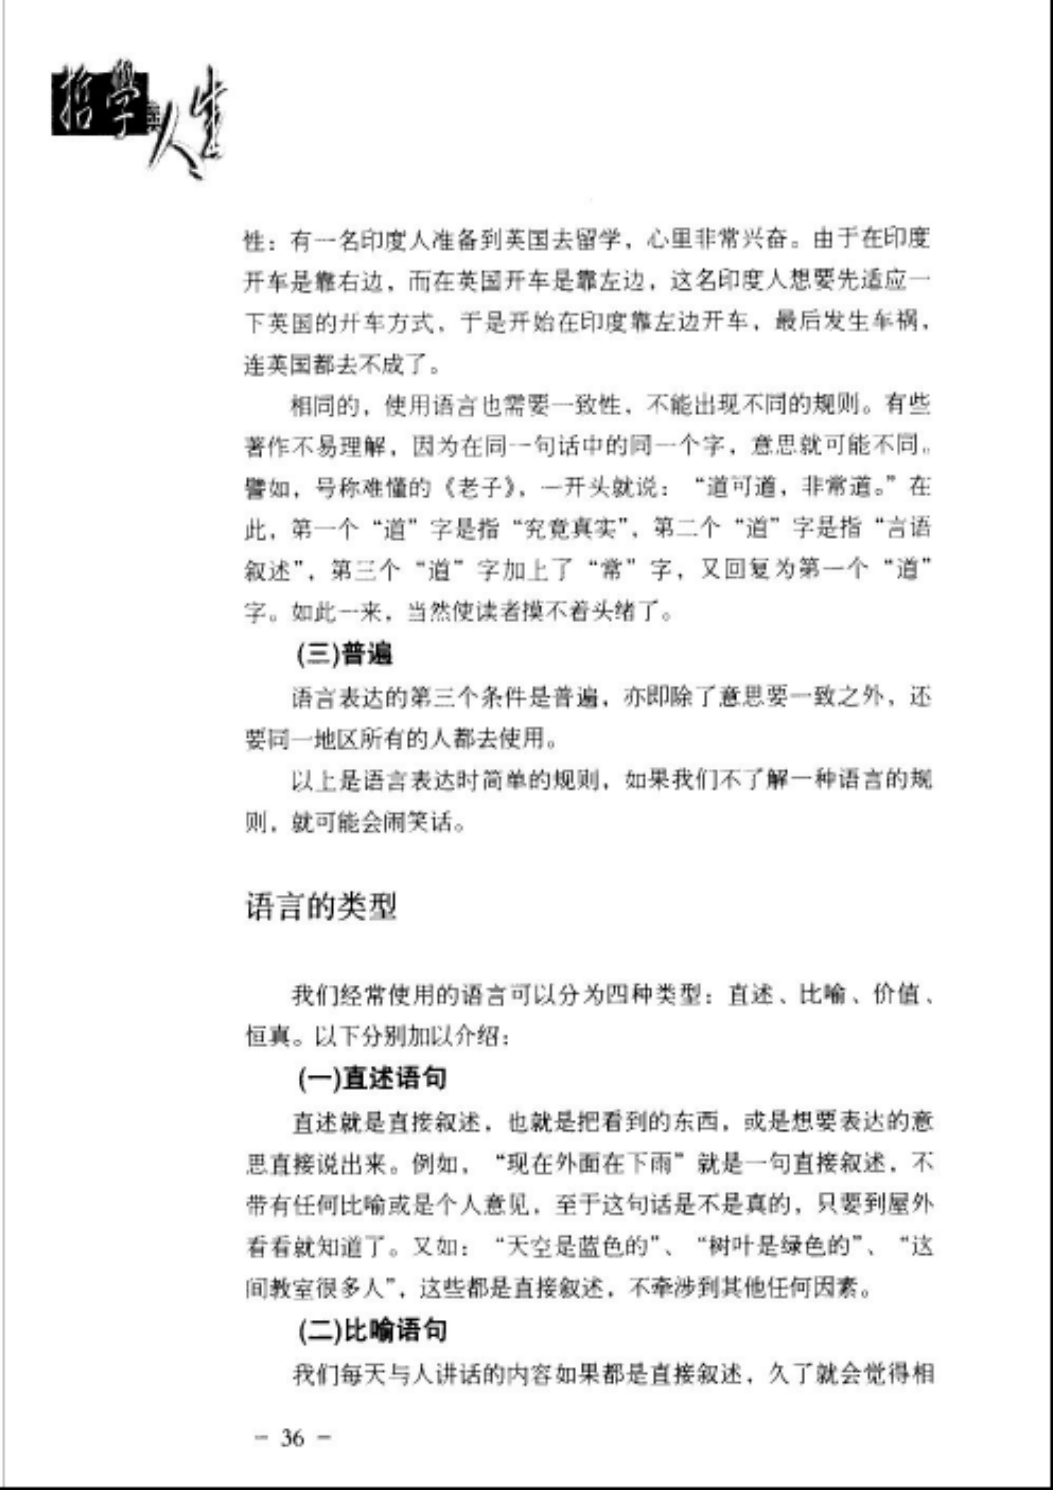 哲學與人生
性：有一名印度人准备到英国去留学，心里非常兴奋。由于在印度
开车是靠右边，而在英国开车是靠左边，这名印度人想要先适应一
下英国的开车方式，于是开始在印度靠左边开车，最后发生车祸，
连英国都去不成了。
相同的，使用语言也需要一致性，不能出现不同的规则。有些
著作不易理解，因为在同一句话中的同一个字，意思就可能不同。
譬如，号称难懂的《老子》，一开头就说：“道可道，非常道。”在
此，第一个“道”字是指“究竟真实”，第二个“道”字是指“言语
叙述”，第三个“道”字加上了“常”字，又回复为第一个“道”
字。如此一来，当然使读者摸不着头绪了。
(三)普遍
语言表达的第三个条件是普遍，亦即除了意思要一致之外，还
要同一地区所有的人都去使用。
以上是语言表达时简单的规则，如果我们不了解一种语言的规
则，就可能会闹笑话。
语言的类型
我们经常使用的语言可以分为四种类型：直述、比喻、价值、
恒真。以下分别加以介绍：
(一)直述语句
直述就是直接叙述，也就是把看到的东西，或是想要表达的意
思直接说出来。例如，“现在外面在下雨”就是一句直接叙述，不
带有任何比喻或是个人意见，至于这句话是不是真的，只要到屋外
看看就知道了。又如：“天空是蓝色的”、“树叶是绿色的”、“这
间教室很多人”，这些都是直接叙述，不牵涉到其他任何因素。
(二)比喻语句
我们每天与人讲话的内容如果都是直接叙述，久了就会觉得相
- 36 -